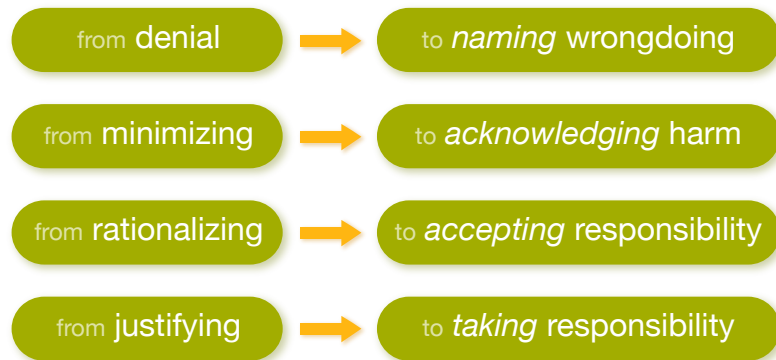 from denial
to naming wrongdoing
from minimizing
to acknowledging harm
from rationalizing
to accepting responsibility
from justifying
to taking responsibility